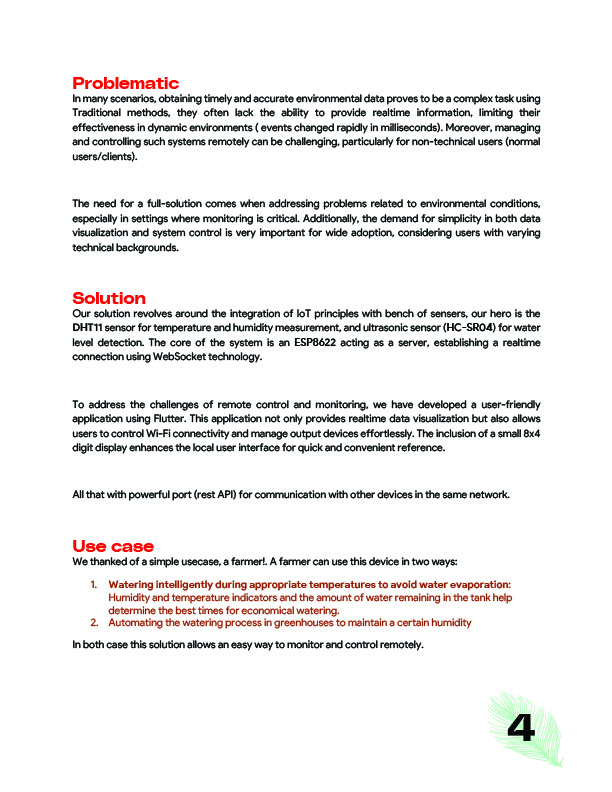 Problematic
In many scenarios, obtaining timely and accurate environmental data proves to be a complex task using
Traditional methods, they often lack the ability to provide realtime information, limiting their
effectiveness in dynamic environments ( events changed rapidly in milliseconds). Moreover, managing
and controlling such systems remotely can be challenging, particularly for non-technical users (normal
users/clients).
The need for a full-solution comes when addressing problems related to environmental conditions,
especially in settings where monitoring is critical. Additionally, the demand for simplicity in both data
visualization and system control is very important for wide adoption, considering users with varying
technical backgrounds.
Solution
Our solution revolves around the integration of IoT principles with bench of sensers, our hero is the
DHT11 sensor for temperature and humidity measurement, and ultrasonic sensor (HC-SR04) for water
level detection. The core of the system is an ESP8622 acting as a server, establishing a realtime
connection using WebSocket technology.
To address the challenges of remote control and monitoring, we have developed a user-friendly
application using Flutter. This application not only provides realtime data visualization but also allows
users to control Wi-Fi connectivity and manage output devices effortlessly. The inclusion of a small 8x4
digit display enhances the local user interface for quick and convenient reference.
All that with powerful port (rest API) for communication with other devices in the same network.
Use case
We thanked of a simple usecase, a farmer!. A farmer can use this device in two ways:
1. Watering intelligently during appropriate temperatures to avoid water evaporation:
Humidity and temperature indicators and the amount of water remaining in the tank help
determine the best times for economical watering.
2. Automating the watering process in greenhouses to maintain a certain humidity
In both case this solution allows an easy way to monitor and control remotely.
4